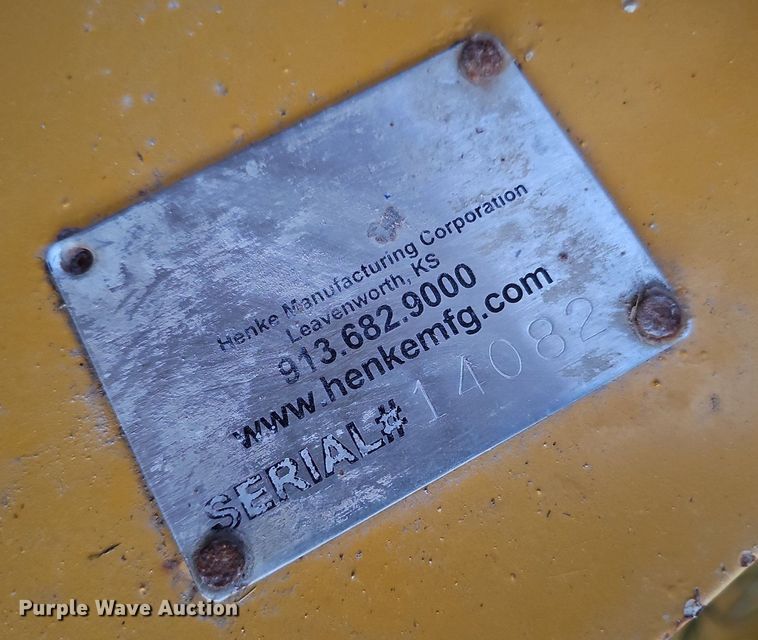 Henke Manufacturing Corporation
Leavenworth, KS
913.682.9000
www.henkemfg.com
SERIAL# 14082
Purple Wave Auction